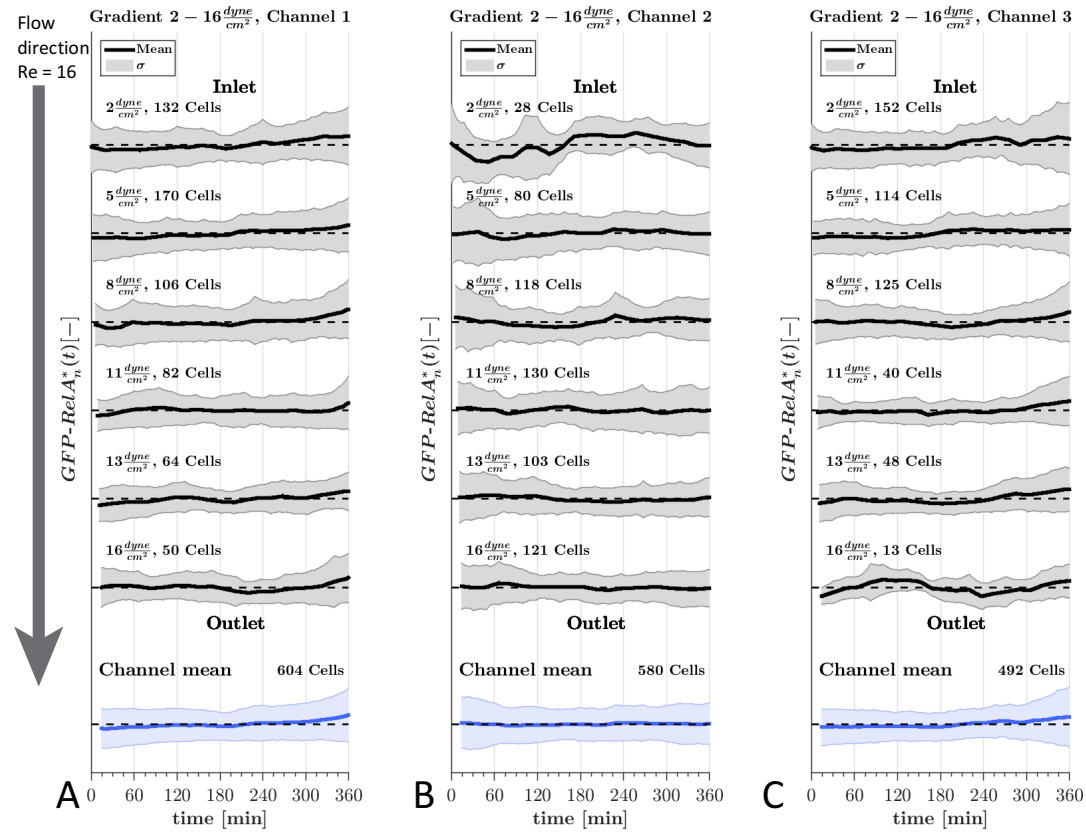 Flow
direction
Re = 16
Gradient 2 − 16 dyne/cm², Channel 1
Mean
σ
Inlet
2 dyne/cm², 132 Cells
5 dyne/cm², 170 Cells
8 dyne/cm², 106 Cells
11 dyne/cm², 82 Cells
13 dyne/cm², 64 Cells
16 dyne/cm², 50 Cells
Outlet
Channel mean 604 Cells
GFP-RelA*ₙ(t)[−]
0 60 120 180 240 300 360
time [min]
A
Gradient 2 − 16 dyne/cm², Channel 2
Mean
σ
Inlet
2 dyne/cm², 28 Cells
5 dyne/cm², 80 Cells
8 dyne/cm², 118 Cells
11 dyne/cm², 130 Cells
13 dyne/cm², 103 Cells
16 dyne/cm², 121 Cells
Outlet
Channel mean 580 Cells
GFP-RelA*ₙ(t)[−]
0 60 120 180 240 300 360
time [min]
B
Gradient 2 − 16 dyne/cm², Channel 3
Mean
σ
Inlet
2 dyne/cm², 152 Cells
5 dyne/cm², 114 Cells
8 dyne/cm², 125 Cells
11 dyne/cm², 40 Cells
13 dyne/cm², 48 Cells
16 dyne/cm², 13 Cells
Outlet
Channel mean 492 Cells
GFP-RelA*ₙ(t)[−]
0 60 120 180 240 300 360
time [min]
C